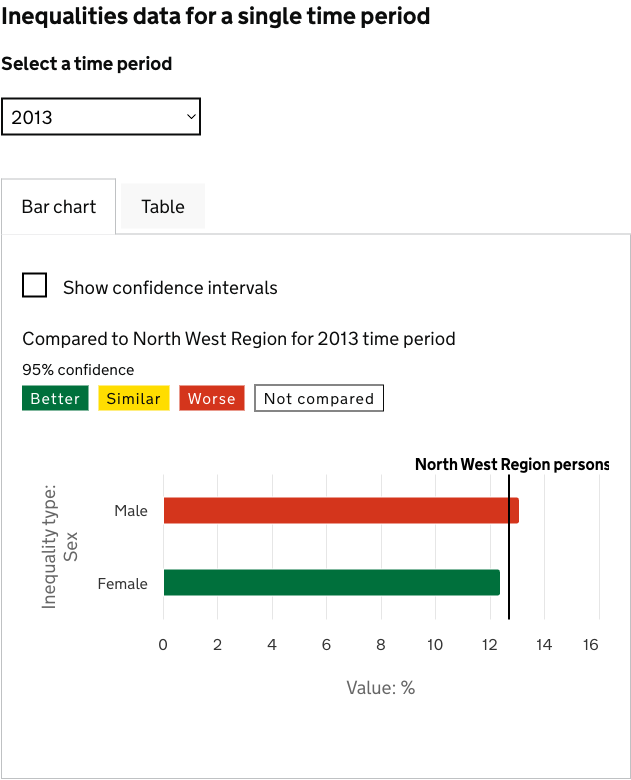 Inequalities data for a single time period
Select a time period
2013
Bar chart
Table
Show confidence intervals
Compared to North West Region for 2013 time period
95% confidence
Better
Similar
Worse
Not compared
North West Region persons
Inequality type:
Sex
Male
Female
0 2 4 6 8 10 12 14 16
Value: %